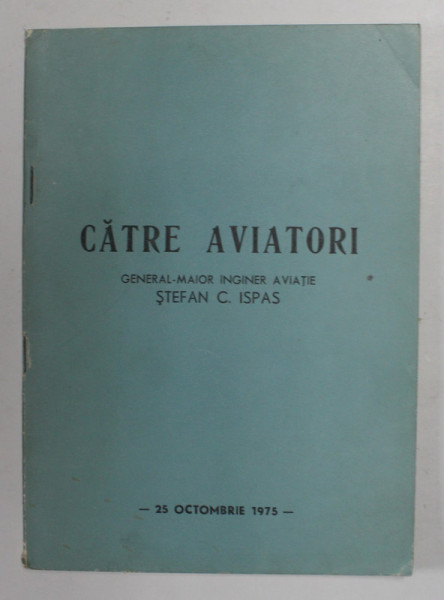 CĂTRE AVIATORI
GENERAL-MAIOR INGINER AVIAȚIE
ȘTEFAN C. ISPAS
— 25 OCTOMBRIE 1975 —